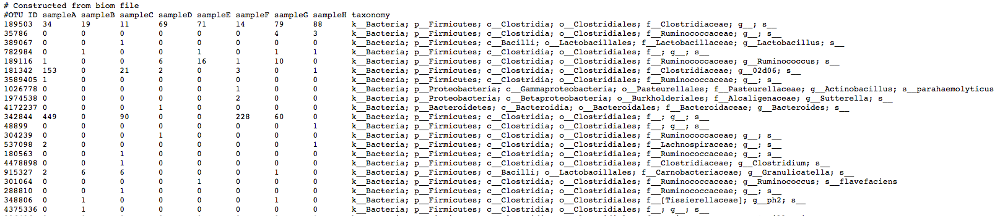 # Constructed from biom file
#OTU ID sampleA sampleB sampleC sampleD sampleE sampleF sampleG sampleH taxonomy
189503 34 19 11 69 71 14 79 88 k__Bacteria; p__Firmicutes; c__Clostridia; o__Clostridiales; f__Clostridiaceae; g__; s__
35786 0 0 0 0 0 0 4 3 k__Bacteria; p__Firmicutes; c__Clostridia; o__Clostridiales; f__Ruminococcaceae; g__; s__
389067 0 0 1 0 0 0 0 0 k__Bacteria; p__Firmicutes; c__Bacilli; o__Lactobacillales; f__Lactobacillaceae; g__Lactobacillus; s__
782984 0 1 0 0 1 0 1 1 k__Bacteria; p__Firmicutes; c__Clostridia; o__Clostridiales; f__; g__; s__
189116 1 0 0 6 16 1 10 0 k__Bacteria; p__Firmicutes; c__Clostridia; o__Clostridiales; f__Ruminococcaceae; g__Ruminococcus; s__
181342 153 0 21 2 0 3 0 1 k__Bacteria; p__Firmicutes; c__Clostridia; o__Clostridiales; f__Clostridiaceae; g__02d06; s__
3589405 1 0 0 0 0 0 0 0 k__Bacteria; p__Firmicutes; c__Clostridia; o__Clostridiales; f__Ruminococcaceae; g__; s__
1026778 0 0 0 0 0 1 0 0 k__Bacteria; p__Proteobacteria; c__Gammaproteobacteria; o__Pasteurellales; f__Pasteurellaceae; g__Actinobacillus; s__parahaemolyticus
1974538 0 0 0 0 0 2 0 0 k__Bacteria; p__Proteobacteria; c__Betaproteobacteria; o__Burkholderiales; f__Alcaligenaceae; g__Sutterella; s__
4172237 0 0 0 1 0 0 0 0 k__Bacteria; p__Bacteroidetes; c__Bacteroidia; o__Bacteroidales; f__Bacteroidaceae; g__Bacteroides; s__
342844 449 0 90 0 0 228 60 0 k__Bacteria; p__Firmicutes; c__Clostridia; o__Clostridiales; f__; g__; s__
48899 0 0 0 0 0 0 0 1 k__Bacteria; p__Firmicutes; c__Clostridia; o__Clostridiales; f__; g__; s__
304239 0 0 0 1 0 0 0 0 k__Bacteria; p__Firmicutes; c__Clostridia; o__Clostridiales; f__Ruminococcaceae; g__; s__
537098 2 0 0 0 0 0 0 1 k__Bacteria; p__Firmicutes; c__Clostridia; o__Clostridiales; f__Lachnospiraceae; g__; s__
180563 0 0 1 0 0 0 0 0 k__Bacteria; p__Firmicutes; c__Clostridia; o__Clostridiales; f__Ruminococcaceae; g__; s__
4478898 0 0 1 0 0 0 0 0 k__Bacteria; p__Firmicutes; c__Clostridia; o__Clostridiales; f__Clostridiaceae; g__Clostridium; s__
915327 2 6 6 0 0 0 1 0 k__Bacteria; p__Firmicutes; c__Bacilli; o__Lactobacillales; f__Carnobacteriaceae; g__Granulicatella; s__
301064 0 0 0 0 1 0 0 0 k__Bacteria; p__Firmicutes; c__Clostridia; o__Clostridiales; f__Ruminococcaceae; g__Ruminococcus; s__flavefaciens
288810 0 0 1 0 0 0 0 0 k__Bacteria; p__Firmicutes; c__Clostridia; o__Clostridiales; f__Ruminococcaceae; g__; s__
348806 0 1 0 0 0 0 1 0 k__Bacteria; p__Firmicutes; c__Clostridia; o__Clostridiales; f__[Tissierellaceae]; g__ph2; s__
4375336 0 1 0 0 0 0 0 0 k__Bacteria; p__Firmicutes; c__Clostridia; o__Clostridiales; f__; g__; s__